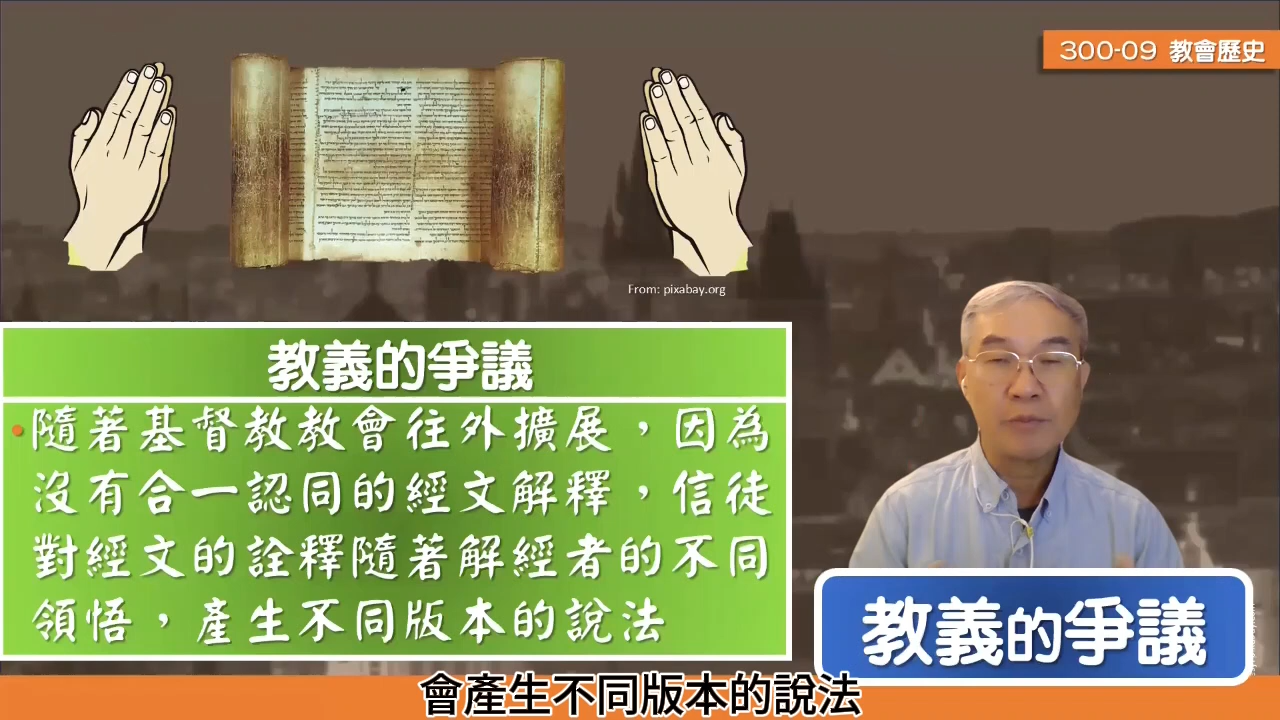 300-09 教會歷史
From: pixabay.org
教義的爭議
隨著基督教教會往外擴展，因為
沒有合一認同的經文解釋，信徒
對經文的詮釋隨著解經者的不同
領悟，產生不同版本的說法
教義的爭議
會產生不同版本的說法